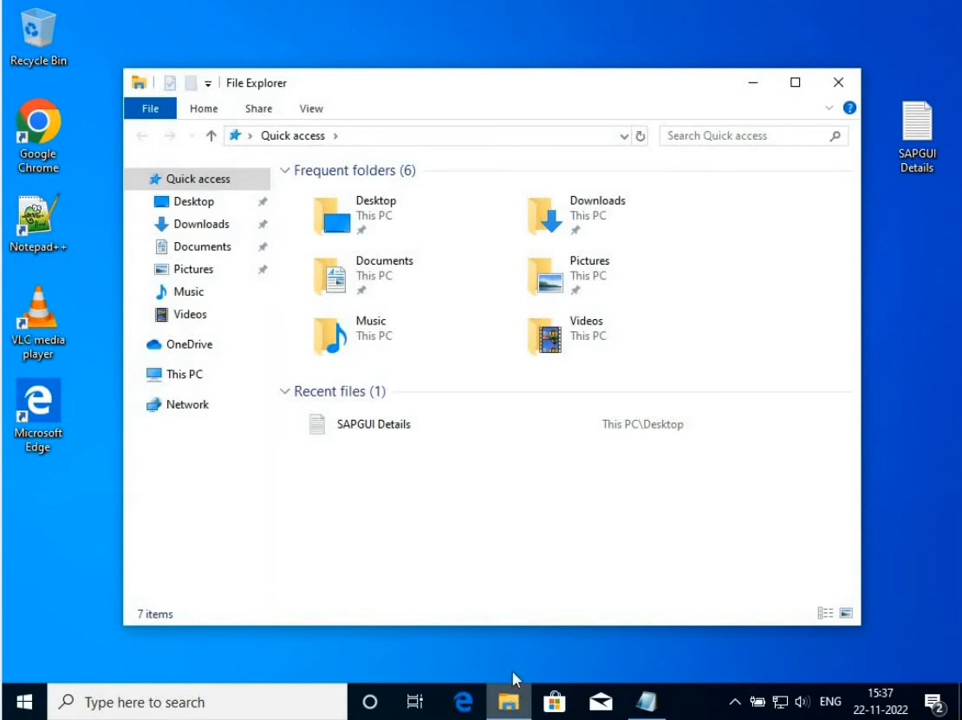 Recycle Bin
Google
Chrome
Notepad++
VLC media
player
Microsoft
Edge
SAPGUI
Details
File Explorer
File Home Share View
Quick access
Search Quick access
Quick access
Desktop
Downloads
Documents
Pictures
Music
Videos
OneDrive
This PC
Network
Frequent folders (6)
Desktop
This PC
Downloads
This PC
Documents
This PC
Pictures
This PC
Music
This PC
Videos
This PC
Recent files (1)
SAPGUI Details This PC\Desktop
7 items
Type here to search
ENG
15:37
22-11-2022
2